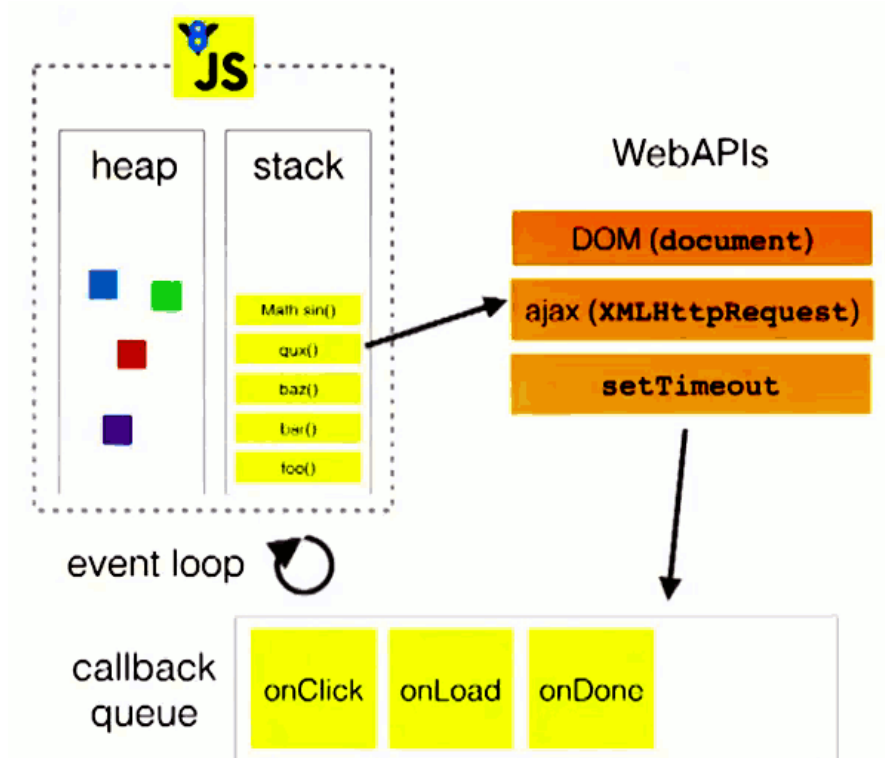 8
JS
heap
stack
Math sin()
qux()
baz()
bar()
foo()
WebAPIs
DOM (document)
ajax (XMLHttpRequest)
setTimeout
event loop
callback
queue
onClick
onLoad
onDone